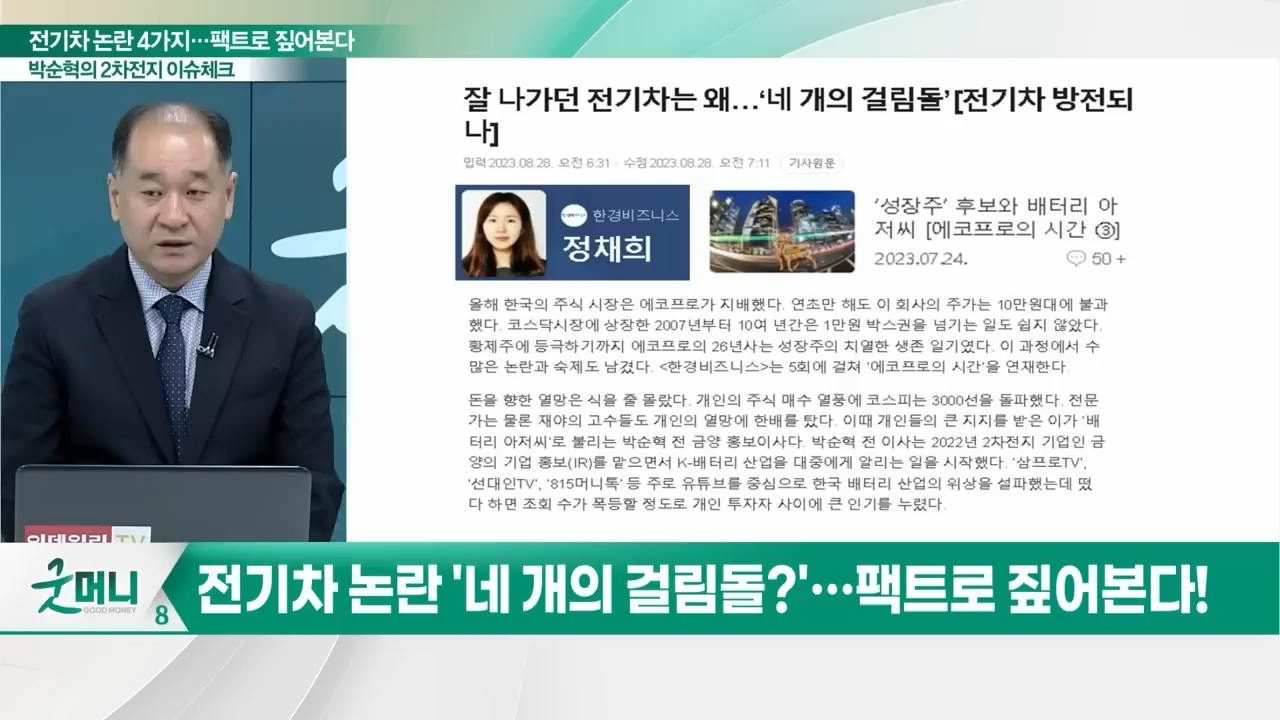 전기차 논란 4가지…팩트로 짚어본다
박순혁의 2차전지 이슈체크
잘 나가던 전기차는 왜…‘네 개의 걸림돌’ [전기차 방전되
나]
입력 2023.08.28. 오전 6:31 · 수정 2023.08.28. 오전 7:11 기사원문
한경비즈니스
정채희
‘성장주’ 후보와 배터리 아
저씨 [에코프로의 시간 ③]
2023.07.24.
50 +
올해 한국의 주식 시장은 에코프로가 지배했다. 연초만 해도 이 회사의 주가는 10만원대에 불과
했다. 코스닥시장에 상장한 2007년부터 10여 년간은 1만원 박스권을 넘기는 일도 쉽지 않았다.
황제주에 등극하기까지 에코프로의 26년사는 성장주의 치열한 생존 일기였다. 이 과정에서 수
많은 논란과 숙제도 남겼다. <한경비즈니스>는 5회에 걸쳐 '에코프로의 시간'을 연재한다.
돈을 향한 열망은 식을 줄 몰랐다. 개인의 주식 매수 열풍에 코스피는 3000선을 돌파했다. 전문
가는 물론 재야의 고수들도 개인의 열망에 한배를 탔다. 이때 개인들의 큰 지지를 받은 이가 '배
터리 아저씨'로 불리는 박순혁 전 금양 홍보이사다. 박순혁 전 이사는 2022년 2차전지 기업인 금
양의 기업 홍보(IR)를 맡으면서 K-배터리 산업을 대중에게 알리는 일을 시작했다. '삼프로TV',
'선대인TV', '815머니톡' 등 주로 유튜브를 중심으로 한국 배터리 산업의 위상을 설파했는데 떴
다 하면 조회 수가 폭등할 정도로 개인 투자자 사이에 큰 인기를 누렸다.
이데일리 TV
굿머니
GOOD MONEY
8
전기차 논란 '네 개의 걸림돌?'…팩트로 짚어본다!